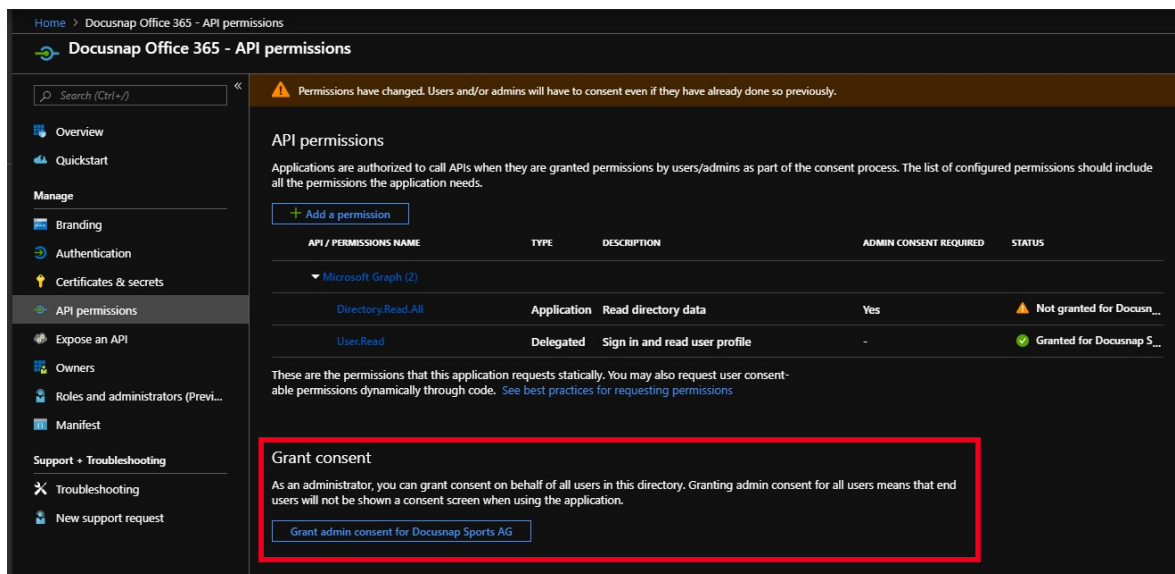 Home > Docusnap Office 365 - API permissions
Docusnap Office 365 - API permissions
Search (Ctrl+/)
«
Overview
Quickstart
Manage
Branding
Authentication
Certificates & secrets
API permissions
Expose an API
Owners
Roles and administrators (Previ...
Manifest
Support + Troubleshooting
Troubleshooting
New support request
Permissions have changed. Users and/or admins will have to consent even if they have already done so previously.
API permissions
Applications are authorized to call APIs when they are granted permissions by users/admins as part of the consent process. The list of configured permissions should include
all the permissions the application needs.
+ Add a permission
API / PERMISSIONS NAME TYPE DESCRIPTION ADMIN CONSENT REQUIRED STATUS
Microsoft Graph (2)
Directory.Read.All Application Read directory data Yes Not granted for Docusn...
User.Read Delegated Sign in and read user profile - Granted for Docusnap S...
These are the permissions that this application requests statically. You may also request user consent-
able permissions dynamically through code. See best practices for requesting permissions
Grant consent
As an administrator, you can grant consent on behalf of all users in this directory. Granting admin consent for all users means that end
users will not be shown a consent screen when using the application.
Grant admin consent for Docusnap Sports AG